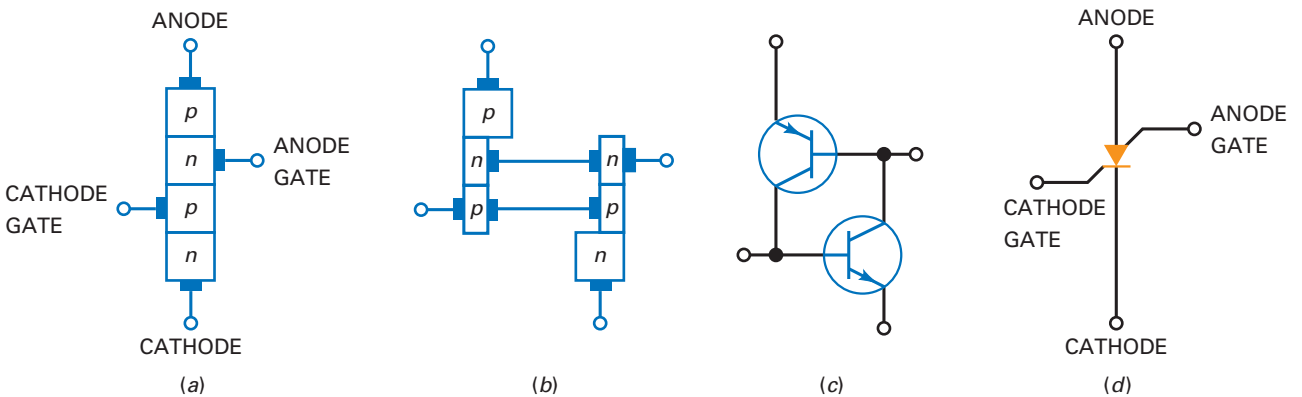 ANODE
p
n
p
n
ANODE
GATE
CATHODE
GATE
CATHODE
(a)
p
n
p
n
p
n
(b)
(c)
ANODE
ANODE
GATE
CATHODE
GATE
CATHODE
(d)